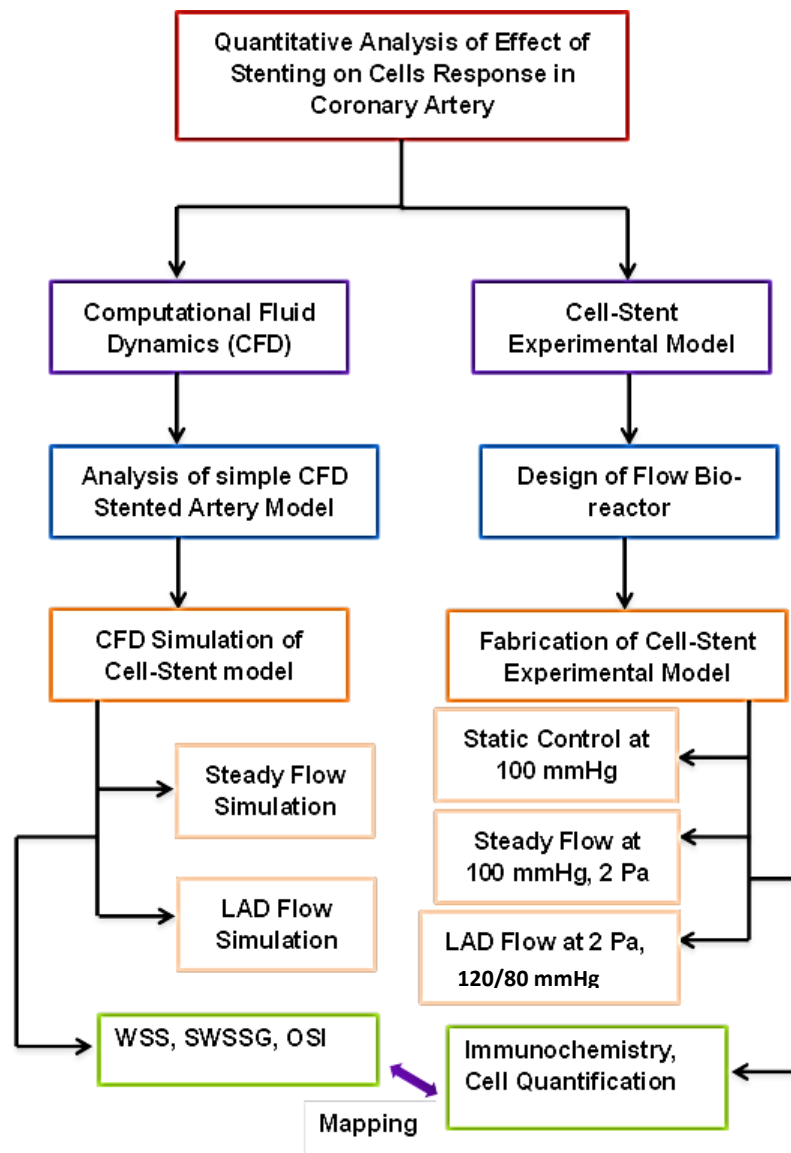 Quantitative Analysis of Effect of
Stenting on Cells Response in
Coronary Artery
Computational Fluid
Dynamics (CFD)
Cell-Stent
Experimental Model
Analysis of simple CFD
Stented Artery Model
Design of Flow Bio-
reactor
CFD Simulation of
Cell-Stent model
Fabrication of Cell-Stent
Experimental Model
Steady Flow
Simulation
LAD Flow
Simulation
Static Control at
100 mmHg
Steady Flow at
100 mmHg, 2 Pa
LAD Flow at 2 Pa,
120/80 mmHg
WSS, SWSSG, OSI
Immunochemistry,
Cell Quantification
Mapping